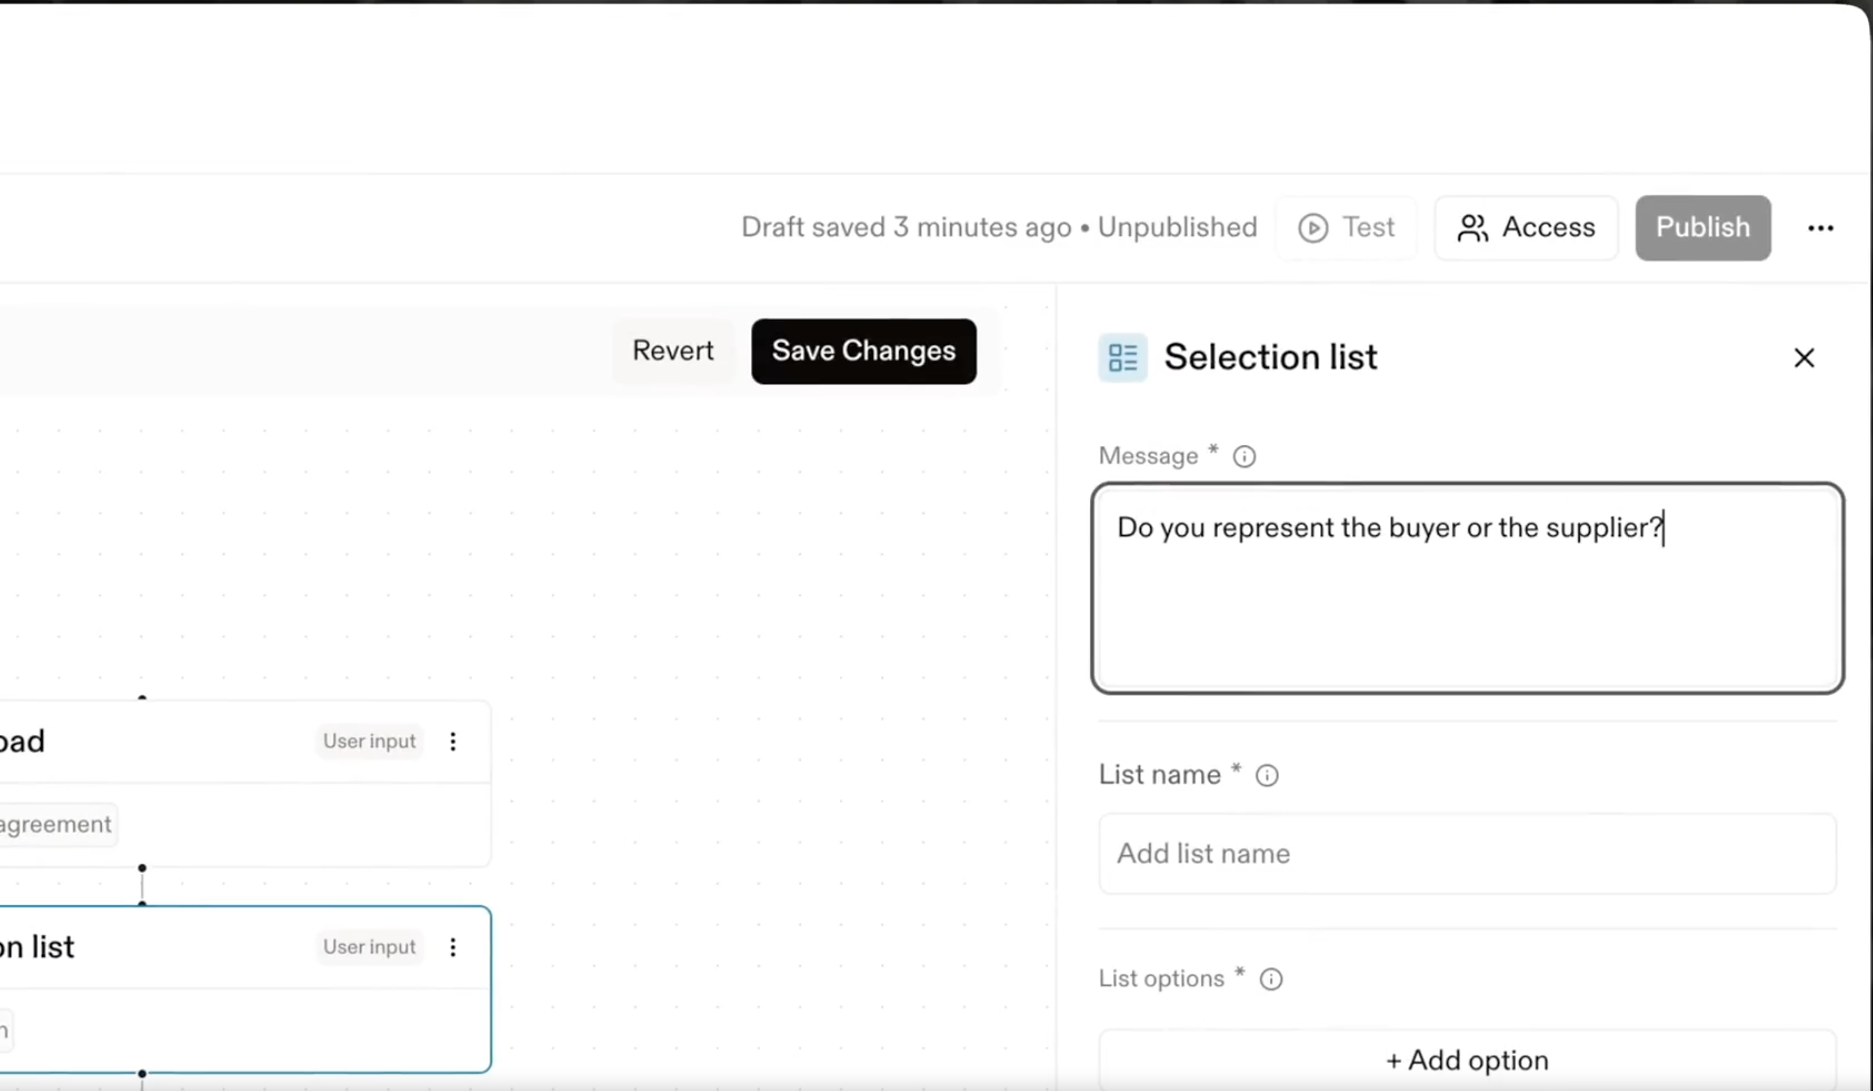 Draft saved 3 minutes ago • Unpublished
Test
Access
Publish
Revert
Save Changes
Selection list
Message *
Do you represent the buyer or the supplier?
oad
User input
agreement
List name *
Add list name
on list
User input
n
List options *
+ Add option